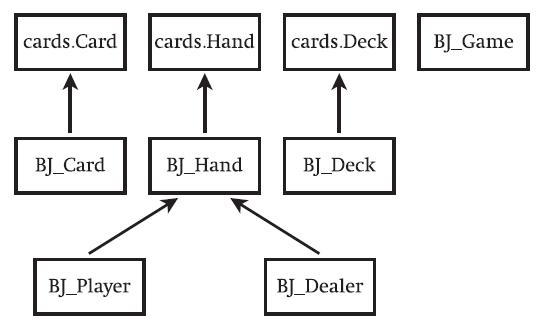 cards.Card
cards.Hand
cards.Deck
BJ_Game
BJ_Card
BJ_Hand
BJ_Deck
BJ_Player
BJ_Dealer